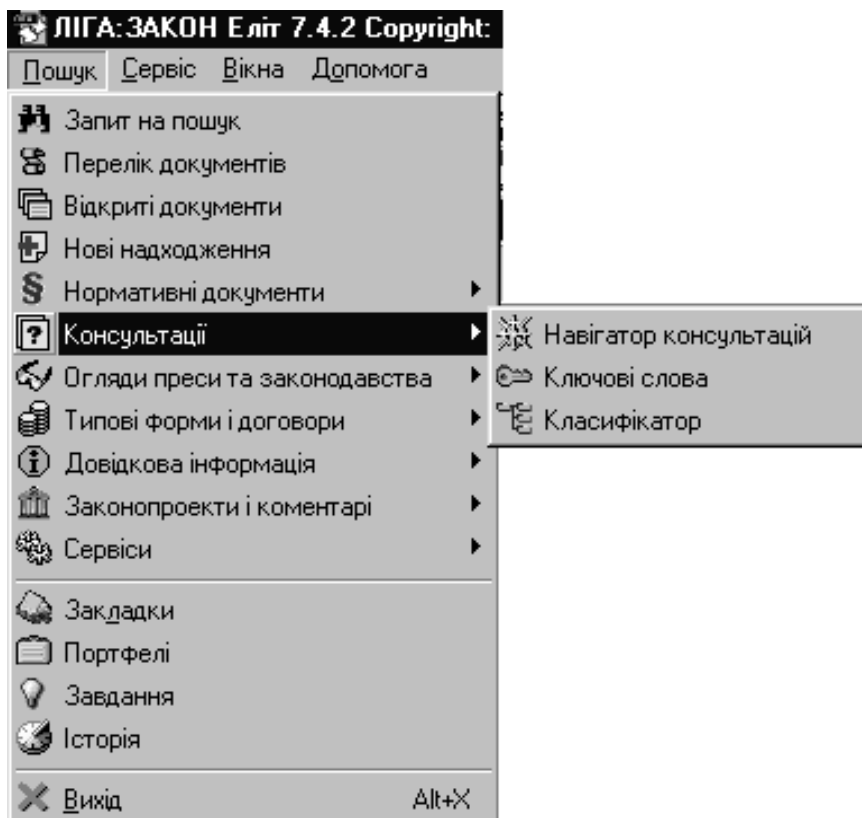 ЛІГА:ЗАКОН Еліт 7.4.2 Copyright:
Пошук Сервіс Вікна Допомога
Запит на пошук
Перелік документів
Відкриті документи
Нові надходження
Нормативні документи
Консультації
Навігатор консультацій
Огляди преси та законодавства
Ключові слова
Типові форми і договори
Класифікатор
Довідкова інформація
Законопроекти і коментарі
Сервіси
Закладки
Портфелі
Завдання
Історія
Вихід Alt+X